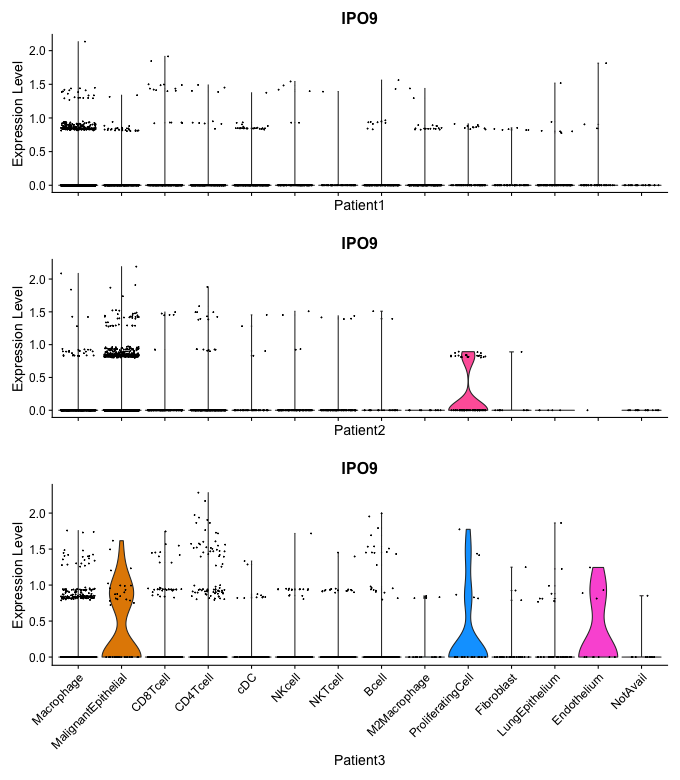 IPO9
Expression Level
2.0
1.5
1.0
0.5
0.0
Patient1
IPO9
Expression Level
2.0
1.5
1.0
0.5
0.0
Patient2
IPO9
Expression Level
2.0
1.5
1.0
0.5
0.0
Macrophage
MalignantEpithelial
CD8Tcell
CD4Tcell
cDC
NKcell
NKTcell
Bcell
M2Macrophage
ProliferatingCell
Fibroblast
LungEpithelium
Endothelium
NotAvail
Patient3